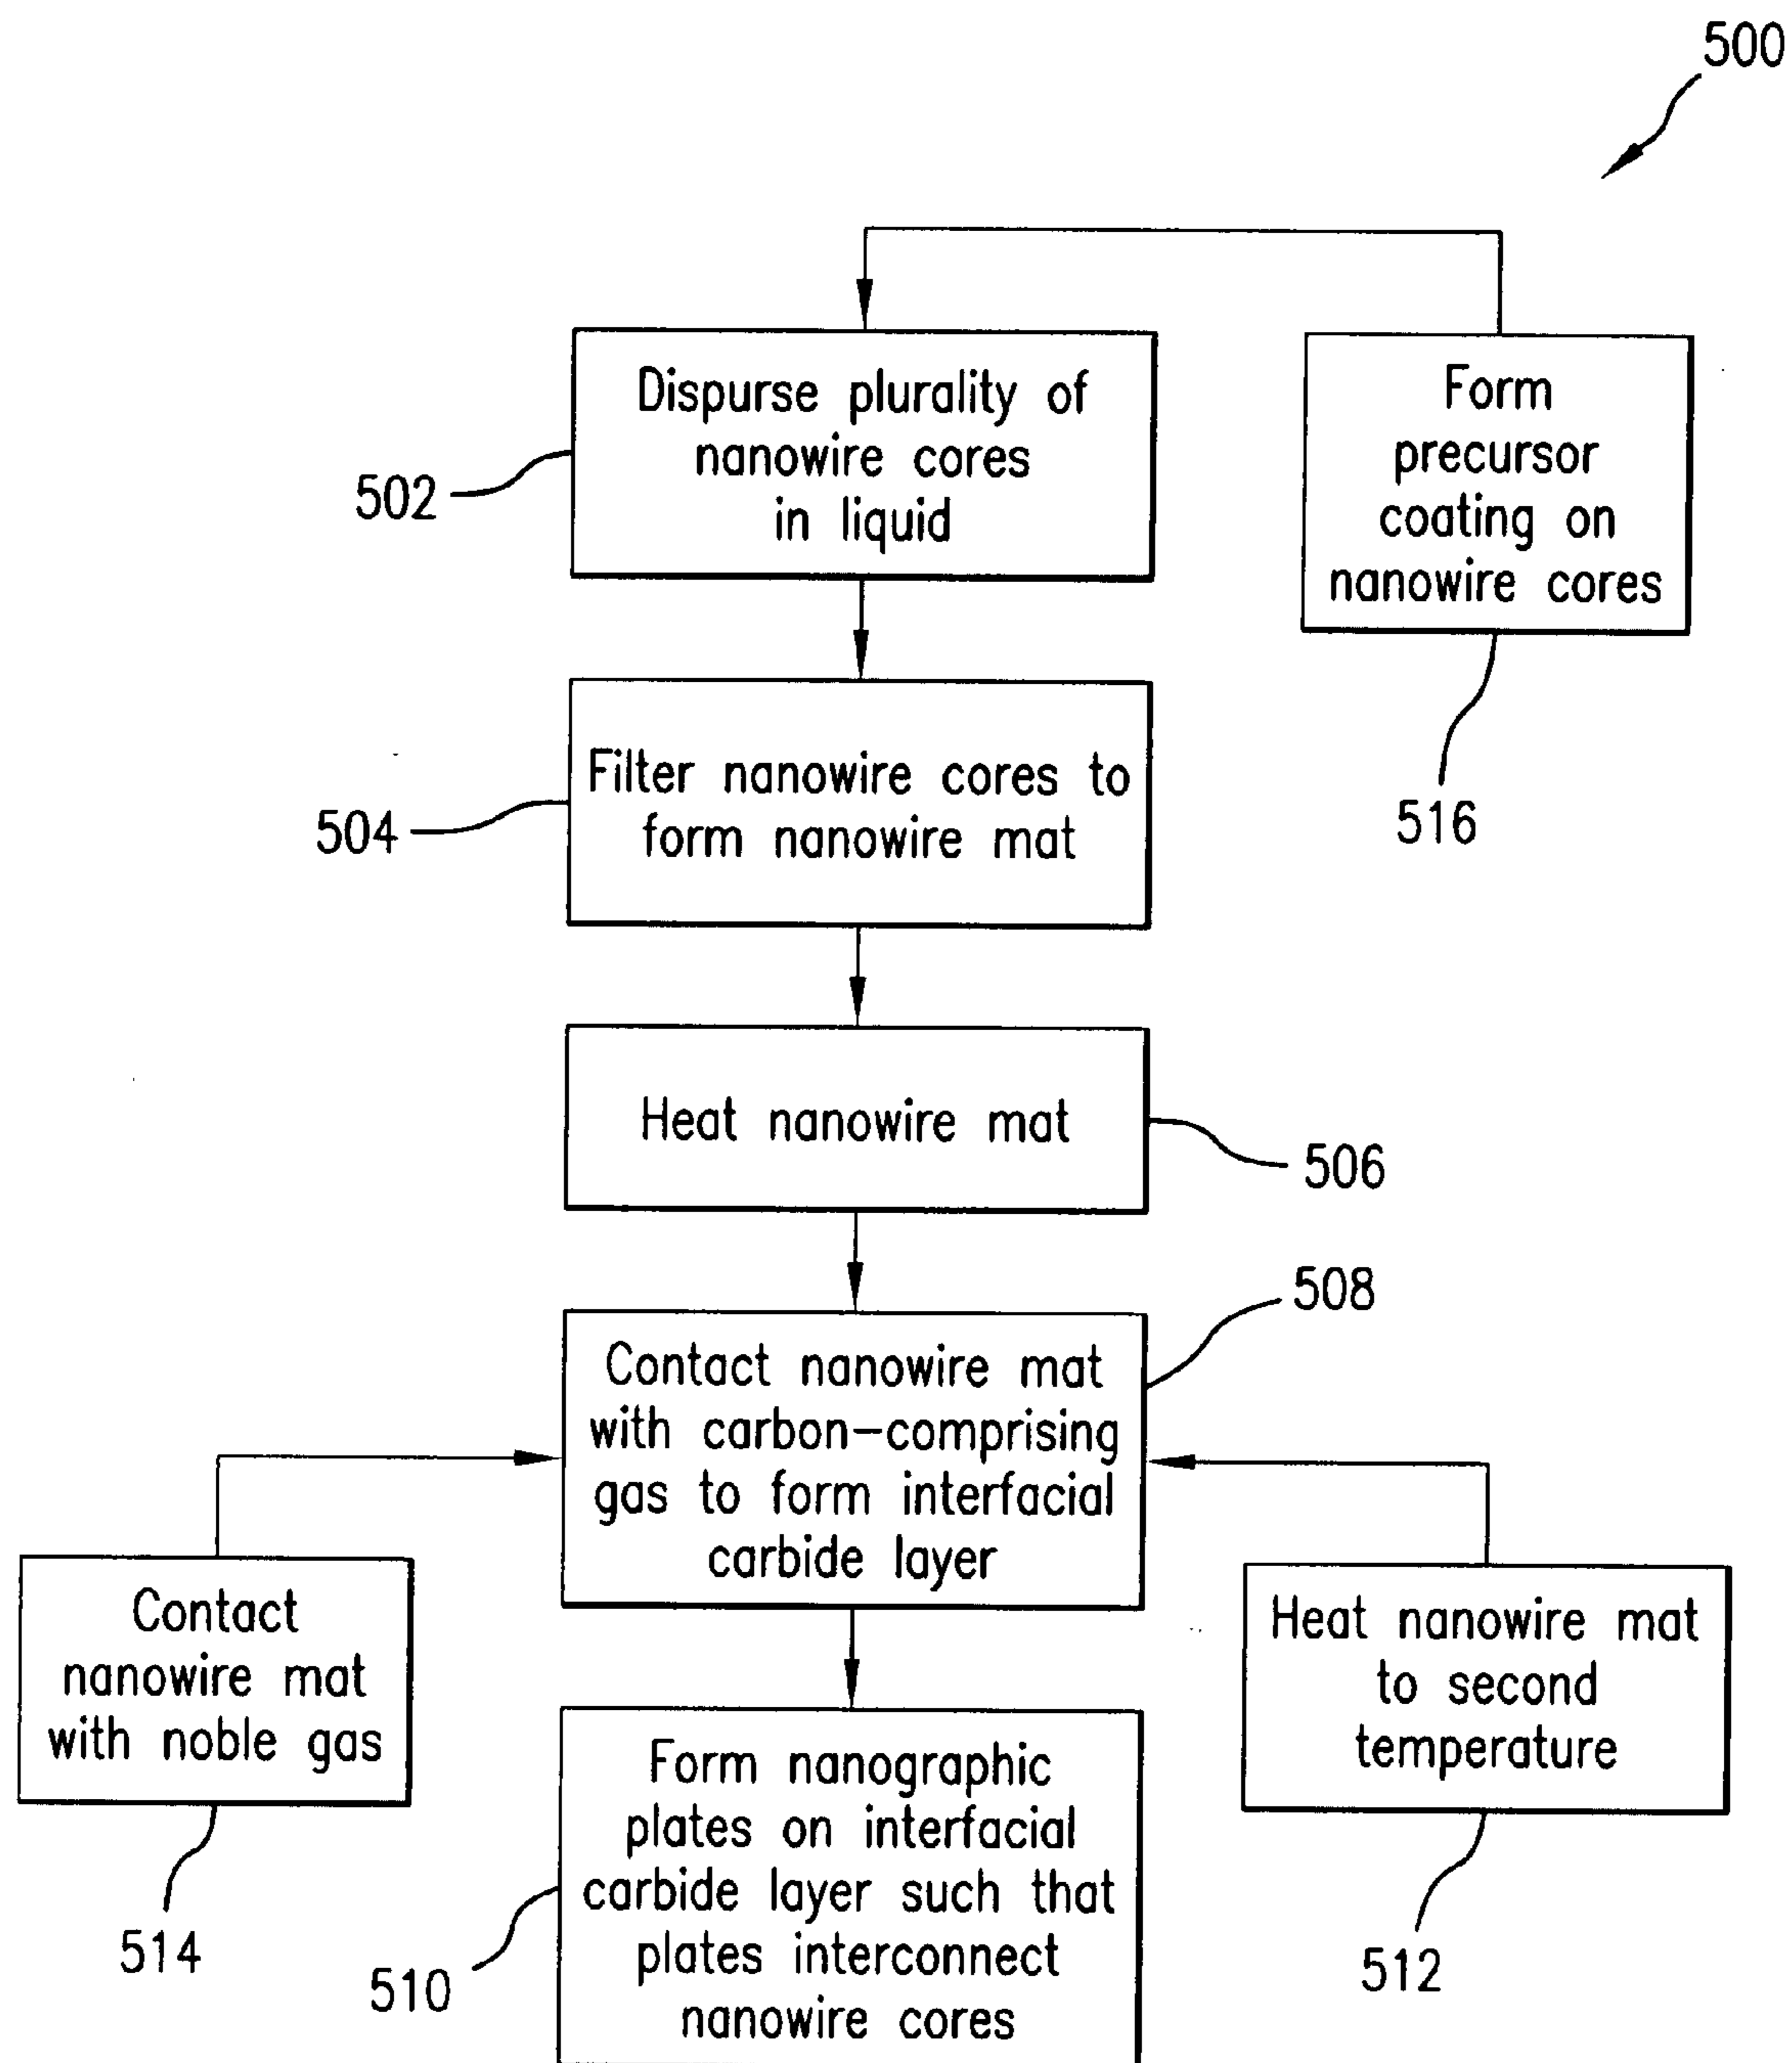 500
Dispurse plurality of
nanowire cores
in liquid
502
Form
precursor
coating on
nanowire cores
516
Filter nanowire cores to
form nanowire mat
504
Heat nanowire mat
506
508
Contact nanowire mat
with carbon-comprising
gas to form interfacial
carbide layer
Contact
nanowire mat
with noble gas
514
Heat nanowire mat
to second
temperature
512
Form nanographic
plates on interfacial
carbide layer such that
plates interconnect
nanowire cores
510